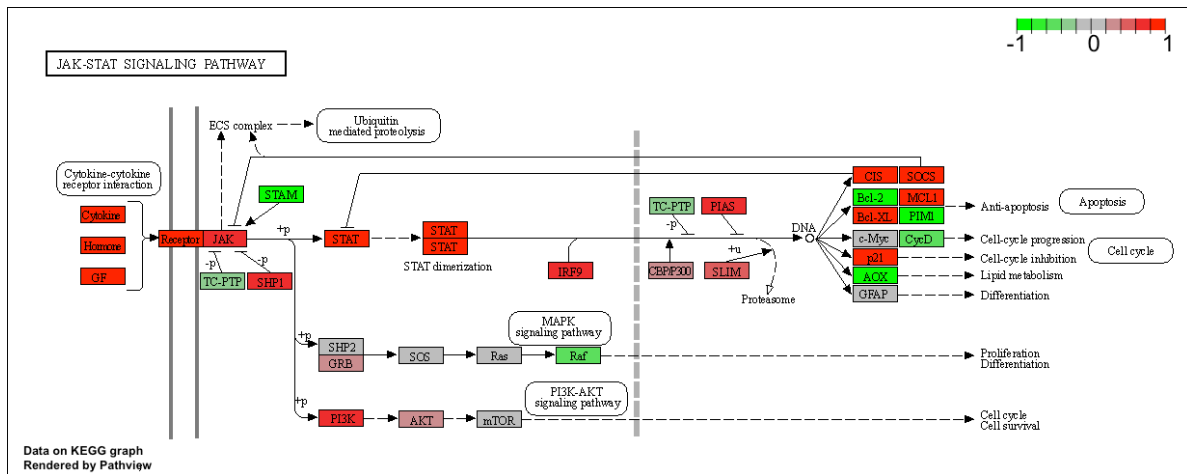 -1 0 1
JAK-STAT SIGNALING PATHWAY
ECS complex
Ubiquitin
mediated proteolysis
Cytokine-cytokine
receptor interaction
Cytokine
Hormone
GF
Receptor
JAK
STAM
+p
-p
-p
TC-PTP
SHP1
STAT
STAT
STAT
STAT dimerization
IRF9
TC-PTP
PIAS
-p
+u
CBP/P300
SLIM
Proteasome
DNA
CIS
SOCS
Bcl-2
MCL1
Bcl-XL
PIM1
c-Myc
CycD
p21
AOX
GFAP
Anti-apoptosis
Apoptosis
Cell-cycle progression
Cell cycle
Cell-cycle inhibition
Lipid metabolism
Differentiation
+p
SHP2
GRB
SOS
Ras
Raf
MAPK
signaling pathway
Proliferation
Differentiation
+p
PI3K
AKT
mTOR
PI3K-AKT
signaling pathway
Cell cycle
Cell survival
Data on KEGG graph
Rendered by Pathview